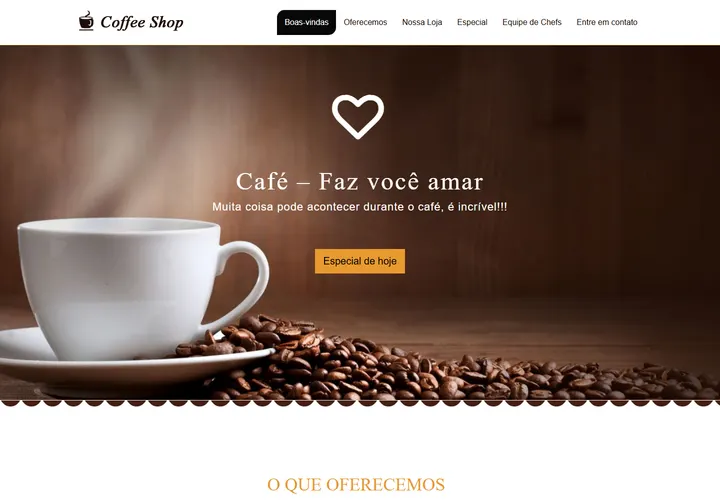 Coffee Shop
Boas-vindas
Oferecemos
Nossa Loja
Especial
Equipe de Chefs
Entre em contato
Café – Faz você amar
Muita coisa pode acontecer durante o café, é incrível!!!
Especial de hoje
O QUE OFERECEMOS